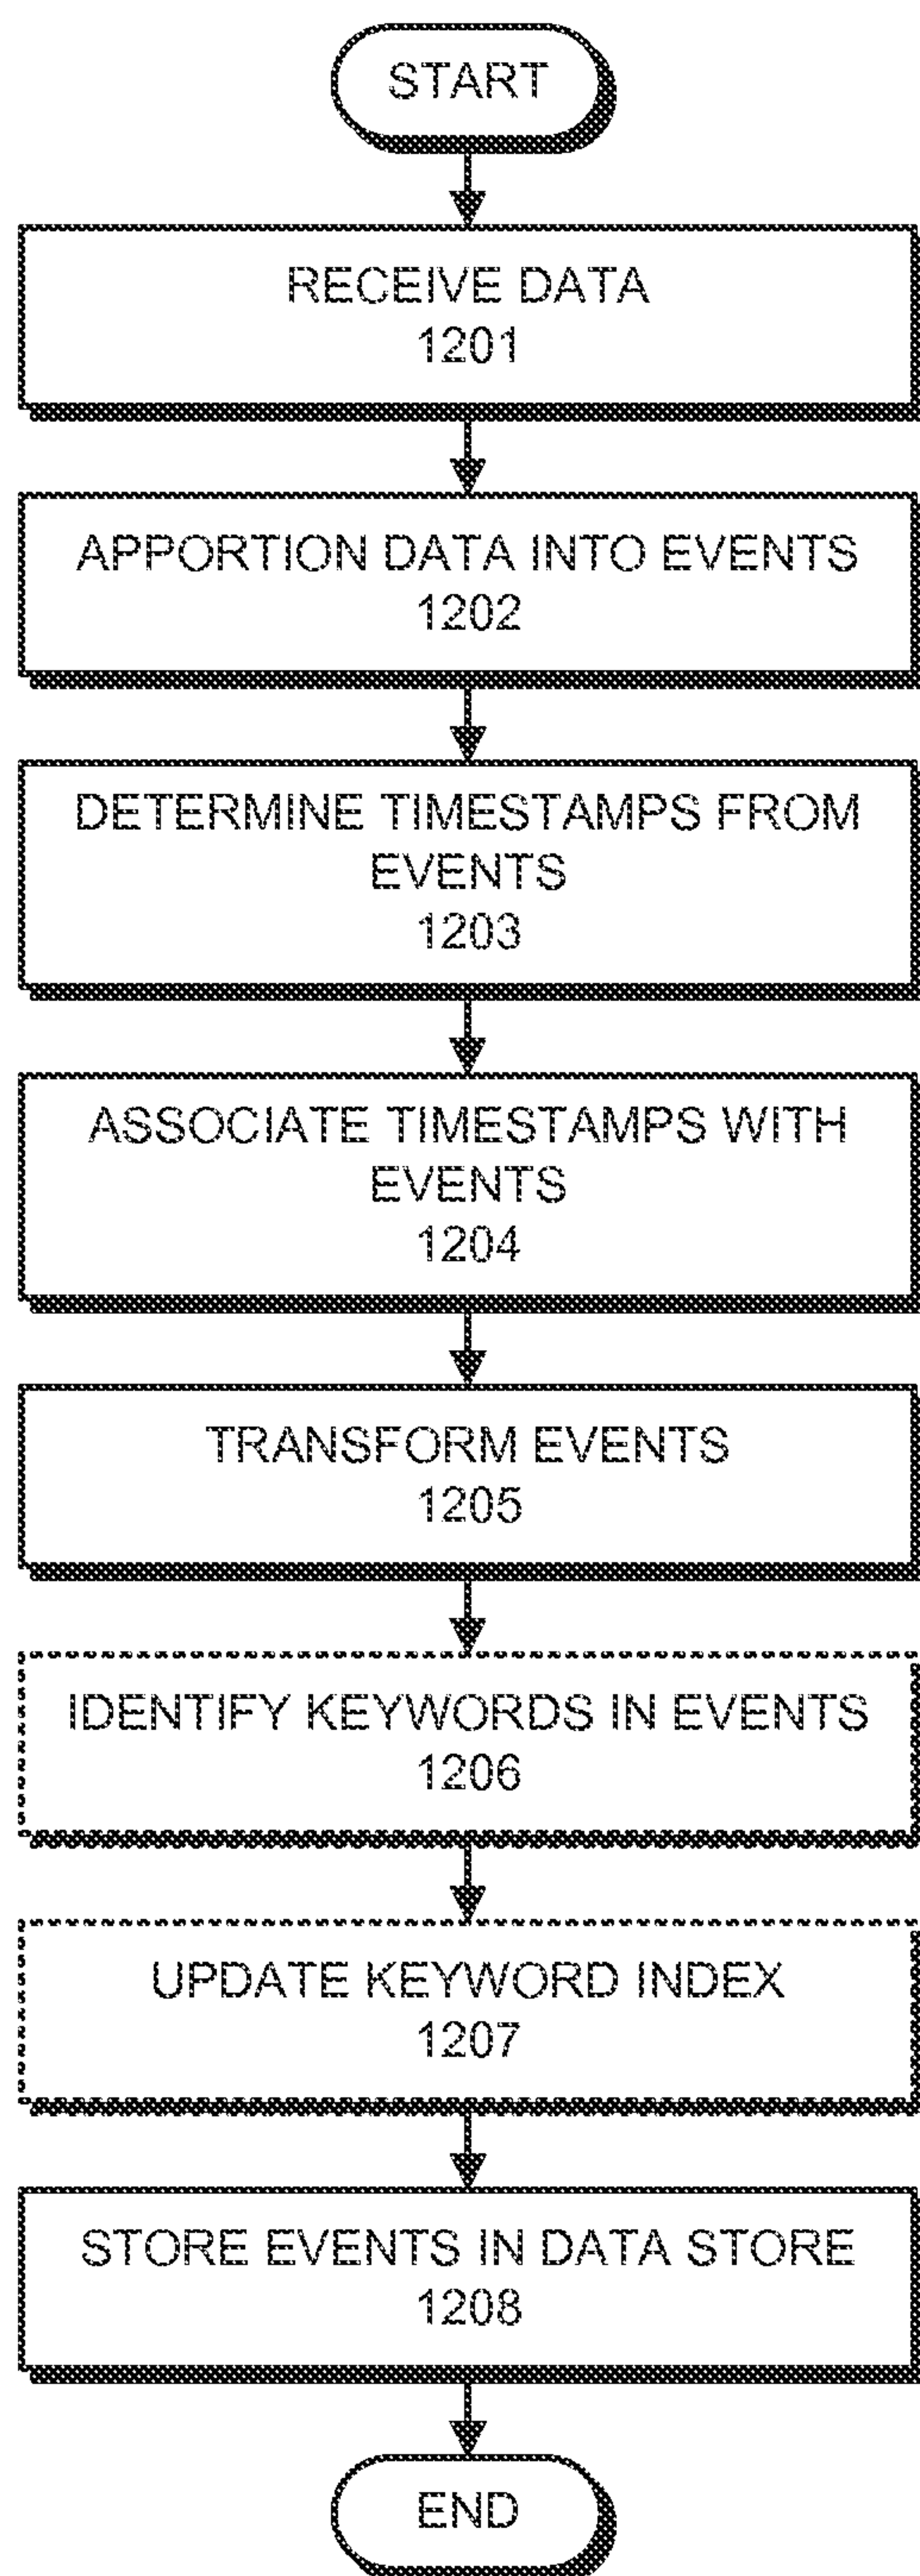 START
RECEIVE DATA
1201
APPORTION DATA INTO EVENTS
1202
DETERMINE TIMESTAMPS FROM
EVENTS
1203
ASSOCIATE TIMESTAMPS WITH
EVENTS
1204
TRANSFORM EVENTS
1205
IDENTIFY KEYWORDS IN EVENTS
1206
UPDATE KEYWORD INDEX
1207
STORE EVENTS IN DATA STORE
1208
END